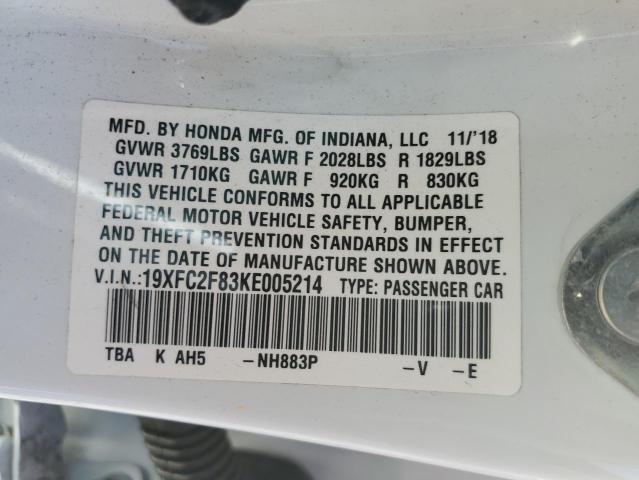 MFD. BY HONDA MFG. OF INDIANA, LLC 11/'18
GVWR 3769LBS GAWR F 2028LBS R 1829LBS
GVWR 1710KG GAWR F 920KG R 830KG
THIS VEHICLE CONFORMS TO ALL APPLICABLE
FEDERAL MOTOR VEHICLE SAFETY, BUMPER,
AND THEFT PREVENTION STANDARDS IN EFFECT
ON THE DATE OF MANUFACTURE SHOWN ABOVE.
V.I.N.:19XFC2F83KE005214 TYPE: PASSENGER CAR
TBA K AH5 -NH883P -V -E